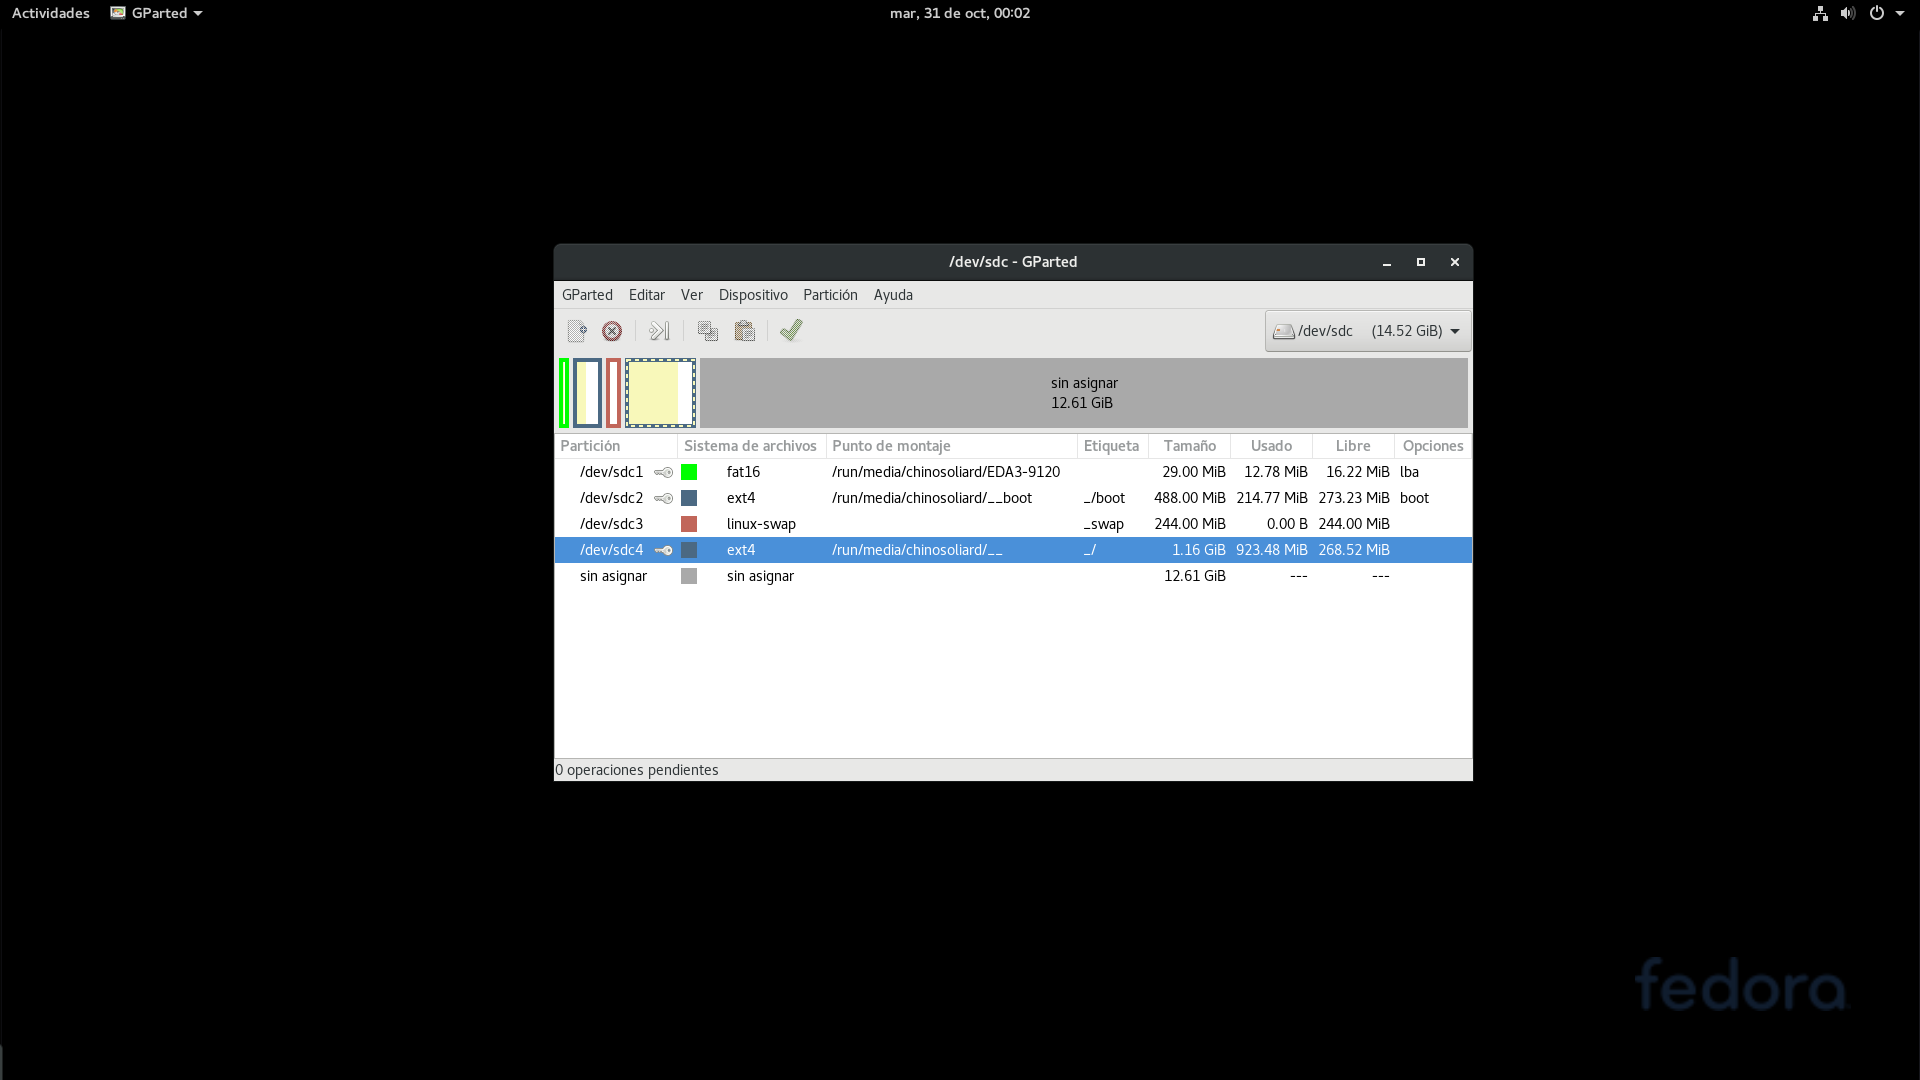 Actividades GParted mar, 31 de oct, 00:02
/dev/sdc - GParted
GParted Editar Ver Dispositivo Partición Ayuda
/dev/sdc (14.52 GiB)
sin asignar
12.61 GiB
Partición Sistema de archivos Punto de montaje Etiqueta Tamaño Usado Libre Opciones
/dev/sdc1 fat16 /run/media/chinosoliard/EDA3-9120 29.00 MiB 12.78 MiB 16.22 MiB lba
/dev/sdc2 ext4 /run/media/chinosoliard/__boot _/boot 488.00 MiB 214.77 MiB 273.23 MiB boot
/dev/sdc3 linux-swap _swap 244.00 MiB 0.00 B 244.00 MiB
/dev/sdc4 ext4 /run/media/chinosoliard/__ _/ 1.16 GiB 923.48 MiB 268.52 MiB
sin asignar sin asignar 12.61 GiB --- ---
0 operaciones pendientes
fedora